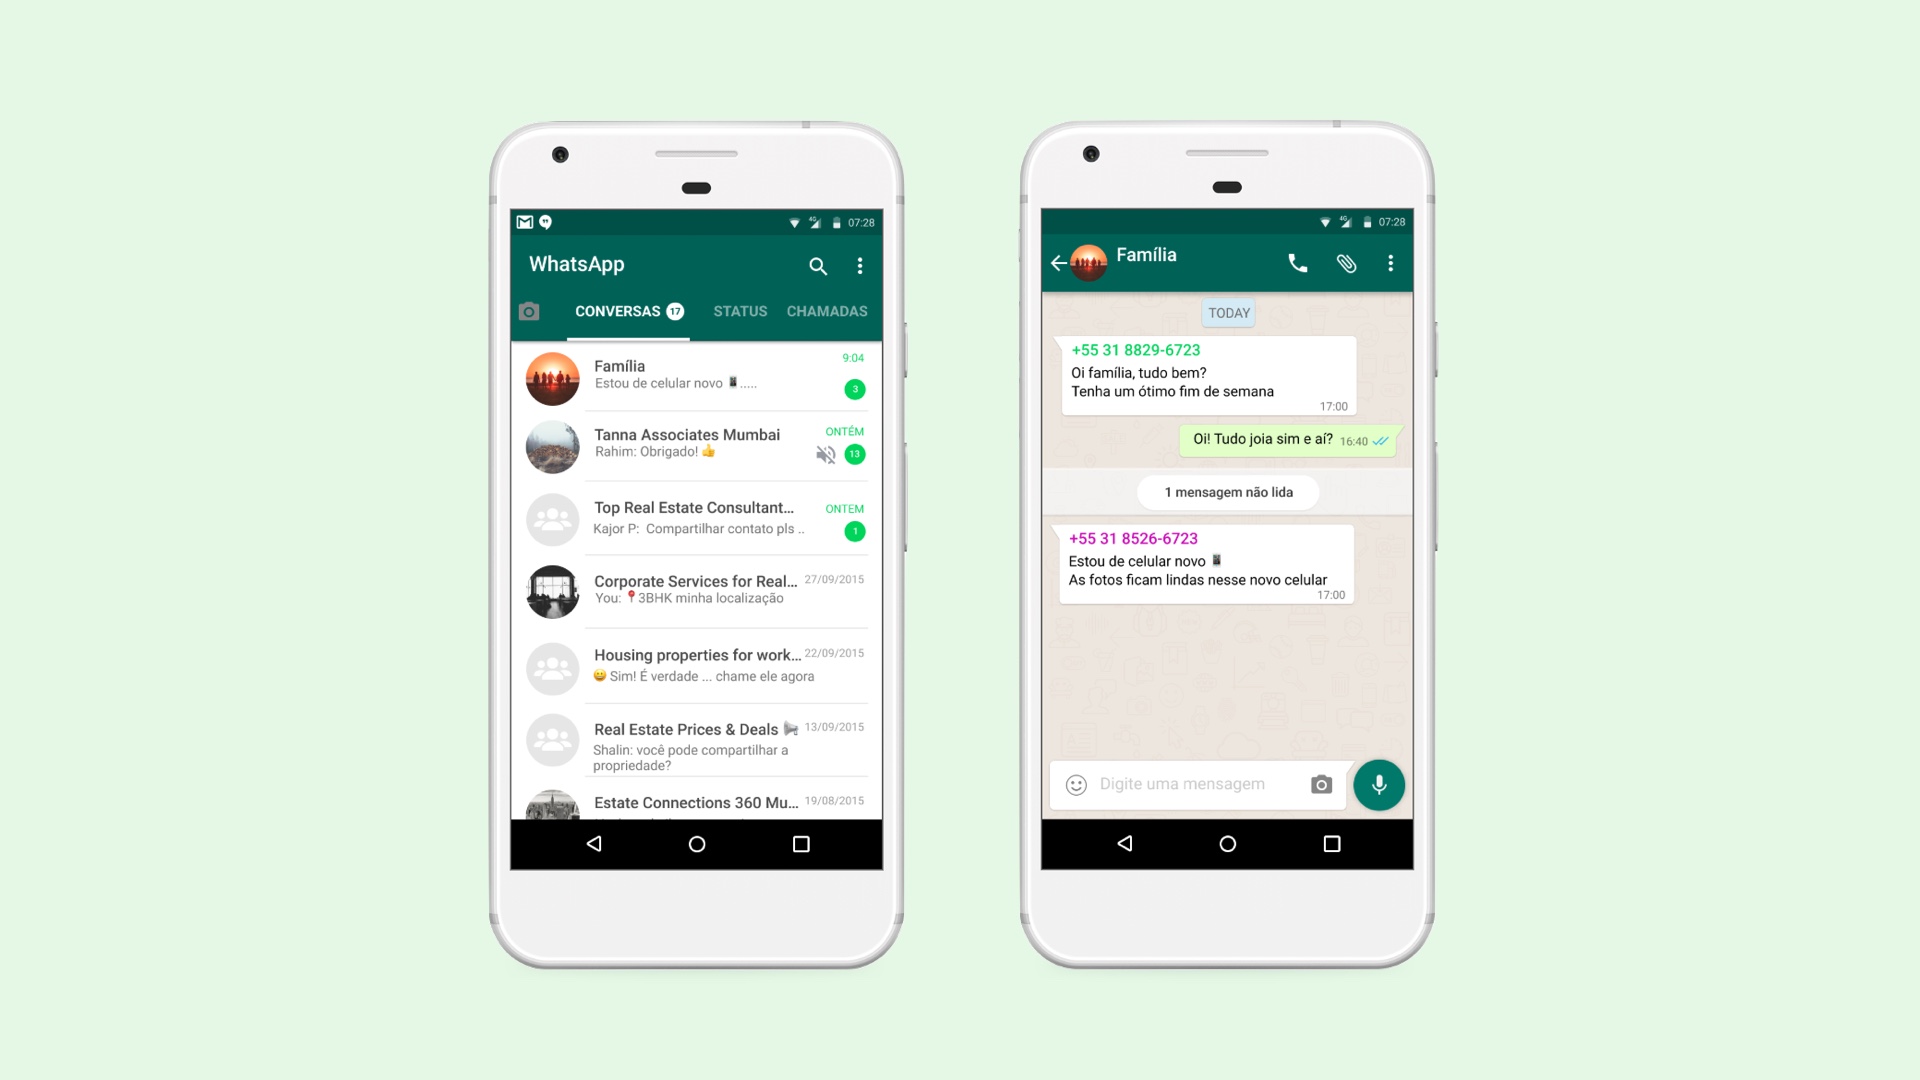 07:28
WhatsApp
CONVERSAS 17 STATUS CHAMADAS
Família 9:04
Estou de celular novo 📱..... 3
Tanna Associates Mumbai ONTÉM
Rahim: Obrigado! 👍 13
Top Real Estate Consultant... ONTEM
Kajor P: Compartilhar contato pls .. 1
Corporate Services for Real... 27/09/2015
You: 📍3BHK minha localização
Housing properties for work... 22/09/2015
😀 Sim! É verdade ... chame ele agora
Real Estate Prices & Deals 📢 13/09/2015
Shalin: você pode compartilhar a
propriedade?
Estate Connections 360 Mu... 19/08/2015
4G 07:28
Família
TODAY
+55 31 8829-6723
Oi família, tudo bem?
Tenha um ótimo fim de semana
17:00
Oi! Tudo joia sim e aí? 16:40
1 mensagem não lida
+55 31 8526-6723
Estou de celular novo 📱
As fotos ficam lindas nesse novo celular
17:00
Digite uma mensagem